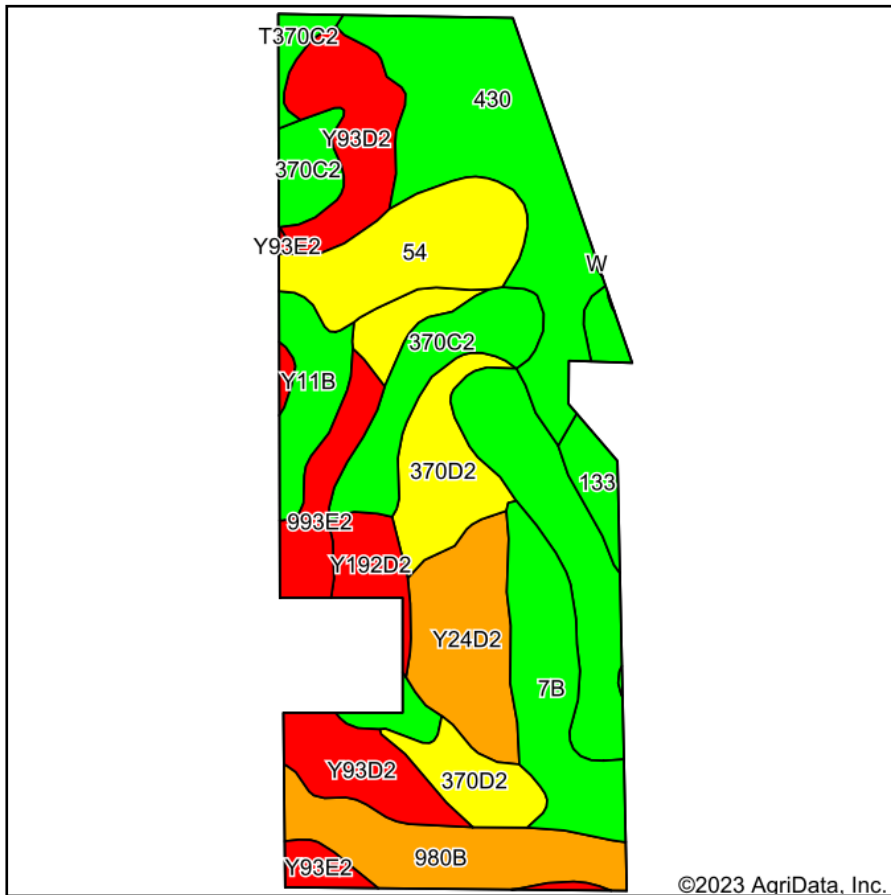 T370C2
430
Y93D2
370C2
Y93E2
54
W
370C2
Y11B
370D2
133
993E2
Y192D2
Y24D2
7B
Y93D2
370D2
980B
Y93E2
©2023 AgriData, Inc.